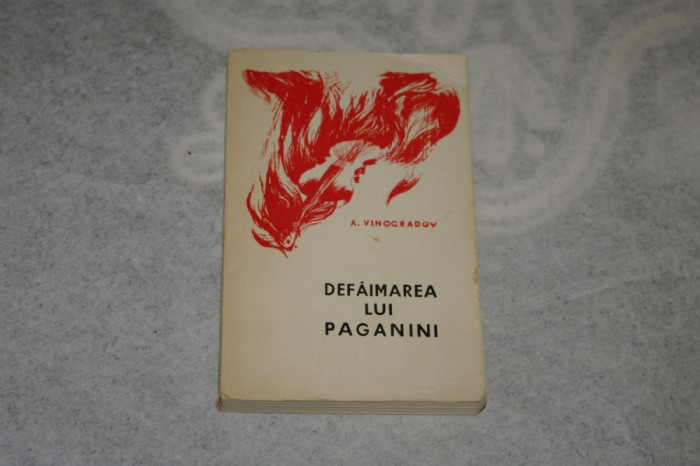 A. VINOGRADOV
DEFĂIMAREA
LUI
PAGANINI